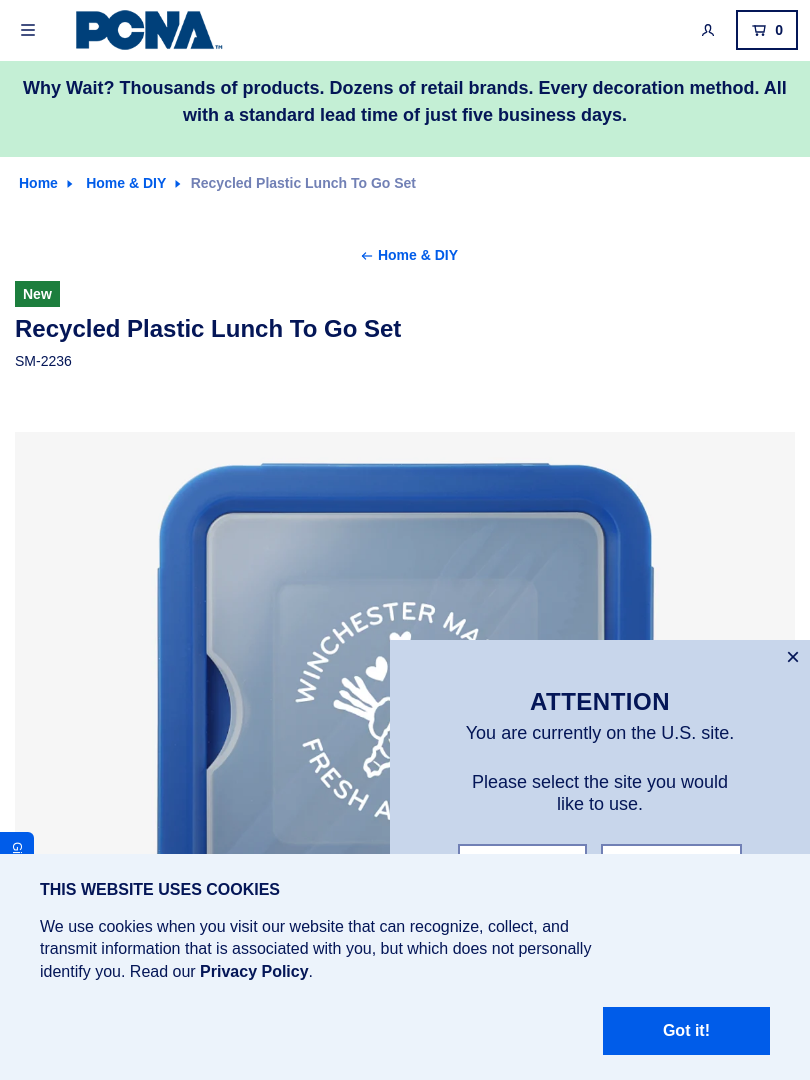 PCNA™
0
Why Wait? Thousands of products. Dozens of retail brands. Every decoration method. All
with a standard lead time of just five business days.
Home Home & DIY Recycled Plastic Lunch To Go Set
← Home & DIY
New
Recycled Plastic Lunch To Go Set
SM-2236
WINCHESTER
FRESH
×
ATTENTION
You are currently on the U.S. site.
Please select the site you would
like to use.
THIS WEBSITE USES COOKIES
We use cookies when you visit our website that can recognize, collect, and
transmit information that is associated with you, but which does not personally
identify you. Read our Privacy Policy.
Got it!